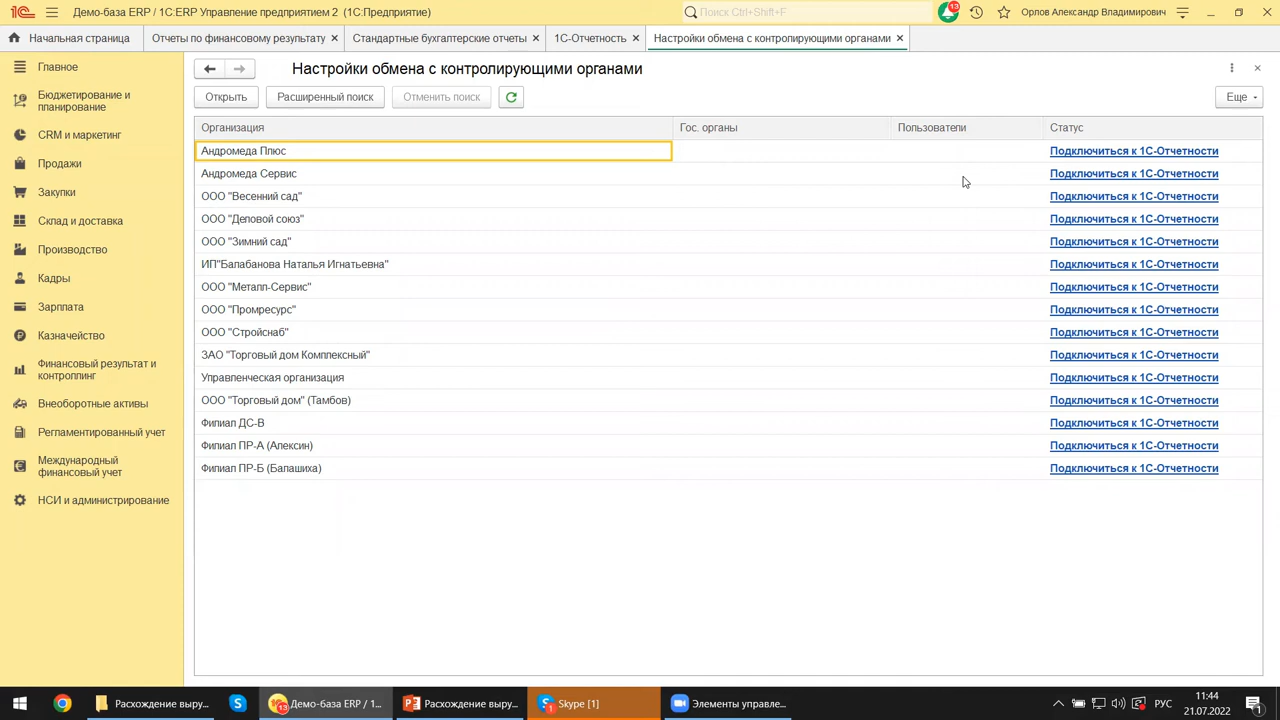 Демо-база ERP / 1С:ERP Управление предприятием 2 (1С:Предприятие)
Поиск Ctrl+Shift+F
13
Орлов Александр Владимирович
Начальная страница
Отчеты по финансовому результату
Стандартные бухгалтерские отчеты
1С-Отчетность
Настройки обмена с контролирующими органами
Главное
Бюджетирование и
планирование
CRM и маркетинг
Продажи
Закупки
Склад и доставка
Производство
Кадры
Зарплата
Казначейство
Финансовый результат и
контроллинг
Внеоборотные активы
Регламентированный учет
Международный
финансовый учет
НСИ и администрирование
Настройки обмена с контролирующими органами
Открыть
Расширенный поиск
Отменить поиск
Еще
Организация Гос. органы Пользователи Статус
Андромеда Плюс Подключиться к 1С-Отчетности
Андромеда Сервис Подключиться к 1С-Отчетности
ООО "Весенний сад" Подключиться к 1С-Отчетности
ООО "Деловой союз" Подключиться к 1С-Отчетности
ООО "Зимний сад" Подключиться к 1С-Отчетности
ИП"Балабанова Наталья Игнатьевна" Подключиться к 1С-Отчетности
ООО "Металл-Сервис" Подключиться к 1С-Отчетности
ООО "Промресурс" Подключиться к 1С-Отчетности
ООО "Стройснаб" Подключиться к 1С-Отчетности
ЗАО "Торговый дом Комплексный" Подключиться к 1С-Отчетности
Управленческая организация Подключиться к 1С-Отчетности
ООО "Торговый дом" (Тамбов) Подключиться к 1С-Отчетности
Филиал ДС-В Подключиться к 1С-Отчетности
Филиал ПР-А (Алексин) Подключиться к 1С-Отчетности
Филиал ПР-Б (Балашиха) Подключиться к 1С-Отчетности
Расхождение выру...
13
Демо-база ERP / 1...
Расхождение выру...
1
Skype [1]
Элементы управле...
РУС
11:44
21.07.2022
1